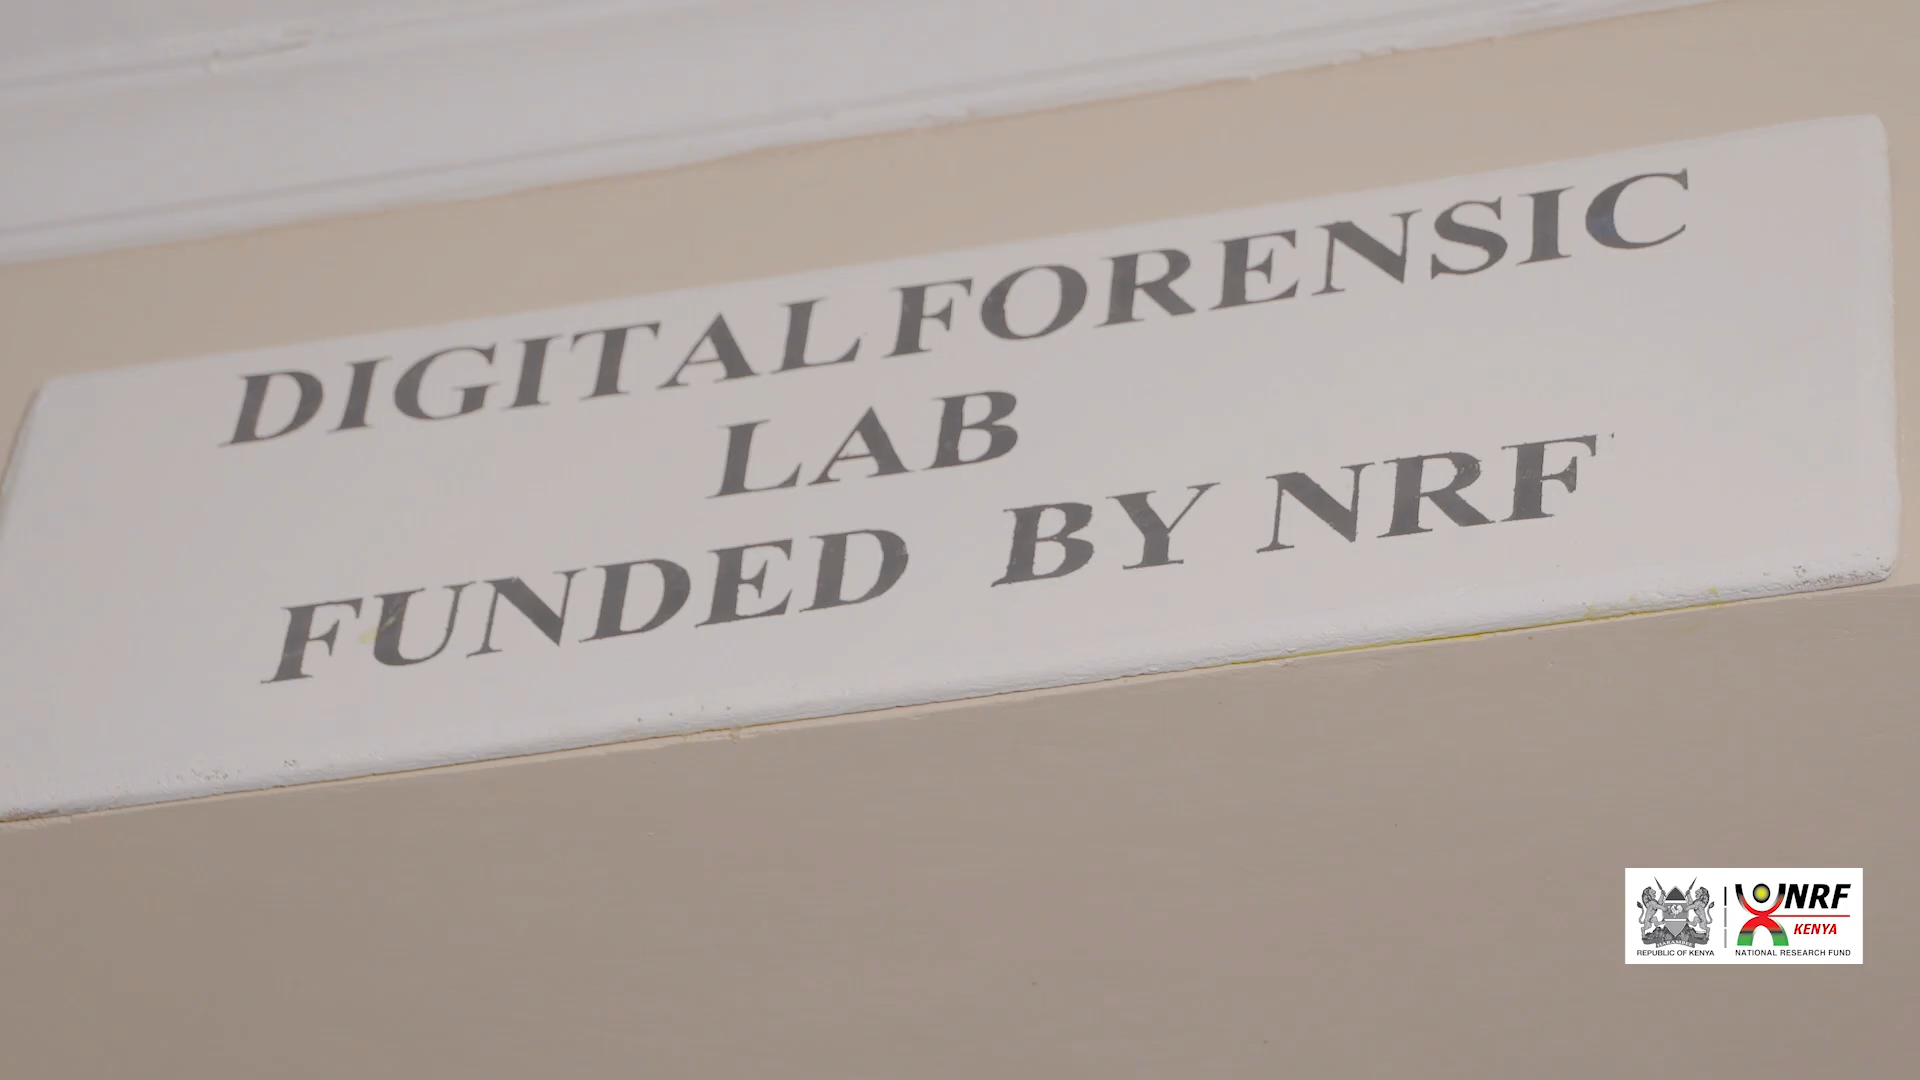 DIGITAL FORENSIC
LAB
FUNDED BY NRF
NRF
KENYA
REPUBLIC OF KENYA
NATIONAL RESEARCH FUND